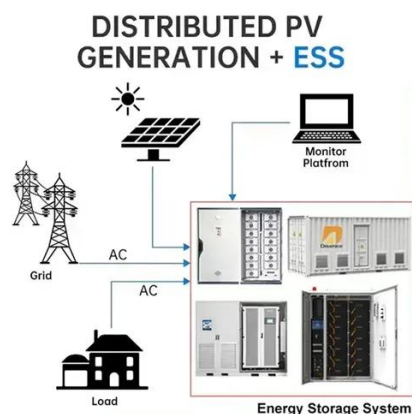 DISTRIBUTED PV
GENERATION + ESS
Monitor
Platfrom
Grid
AC
AC
Load
Energy Storage System